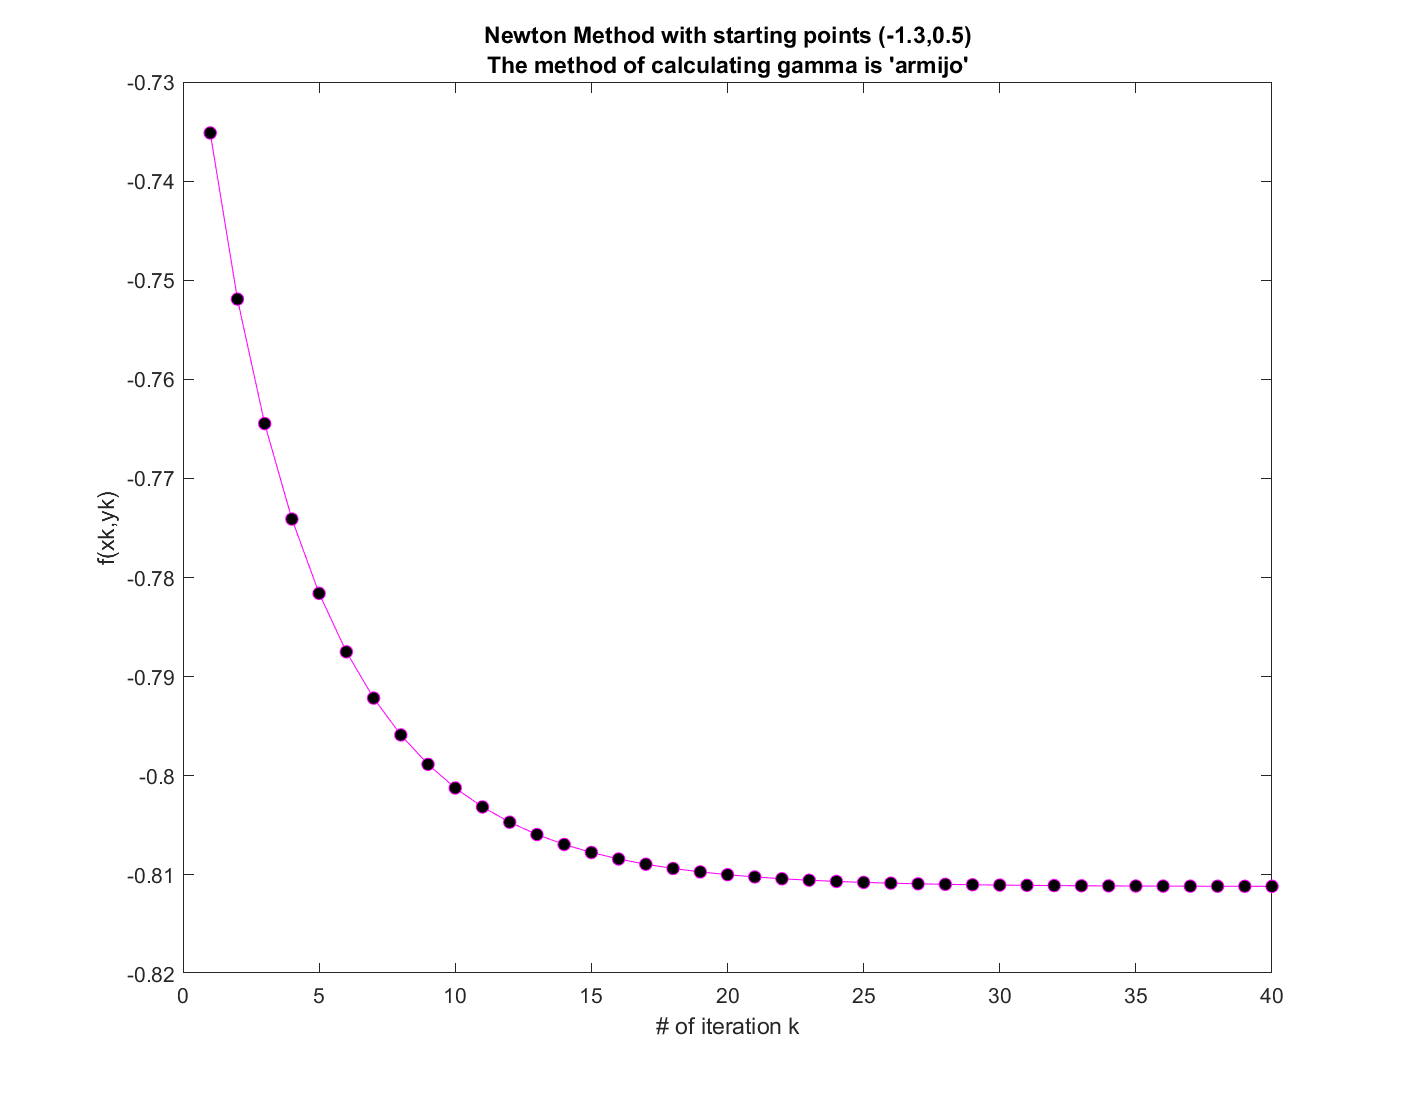 Newton Method with starting points (-1.3,0.5)
The method of calculating gamma is 'armijo'
-0.73
-0.74
-0.75
-0.76
-0.77
-0.78
-0.79
-0.8
-0.81
-0.82
f(xk,yk)
0 5 10 15 20 25 30 35 40
# of iteration k